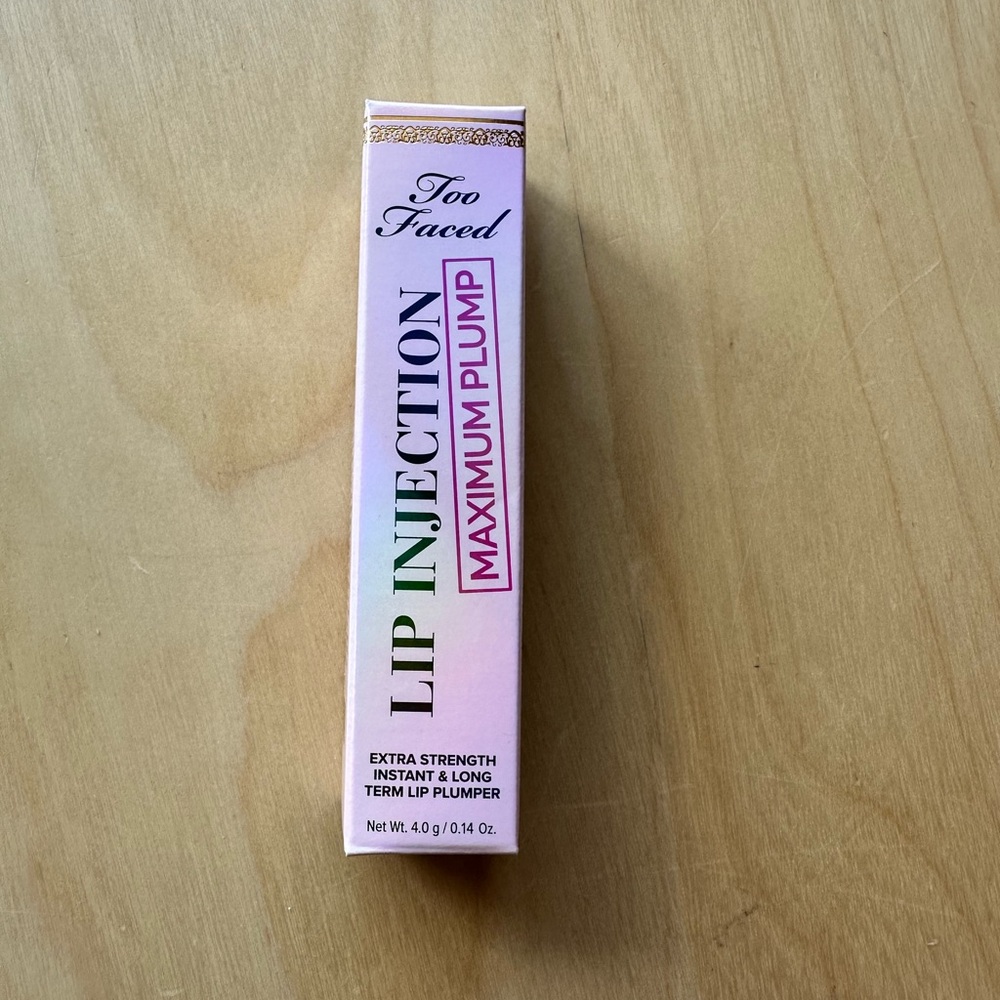 Too
Faced
LIP INJECTION
MAXIMUM PLUMP
EXTRA STRENGTH
INSTANT & LONG
TERM LIP PLUMPER
Net Wt. 4.0 g / 0.14 Oz.